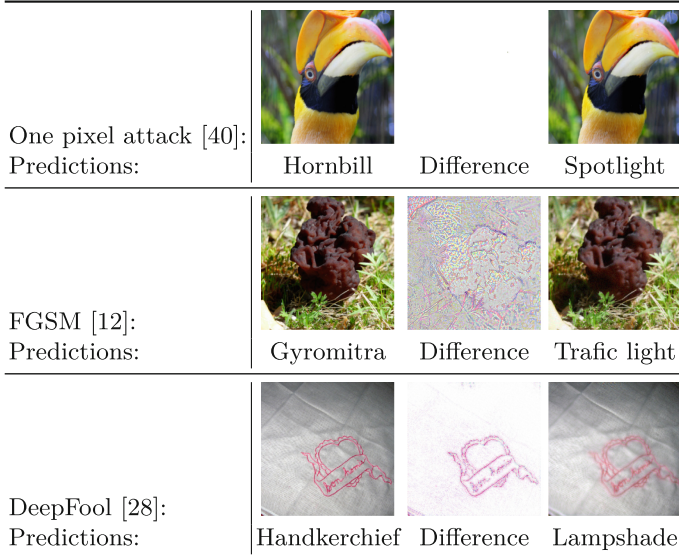 One pixel attack [40]:
Predictions: Hornbill Difference Spotlight
FGSM [12]:
Predictions: Gyromitra Difference Trafic light
DeepFool [28]:
Predictions: Handkerchief Difference Lampshade